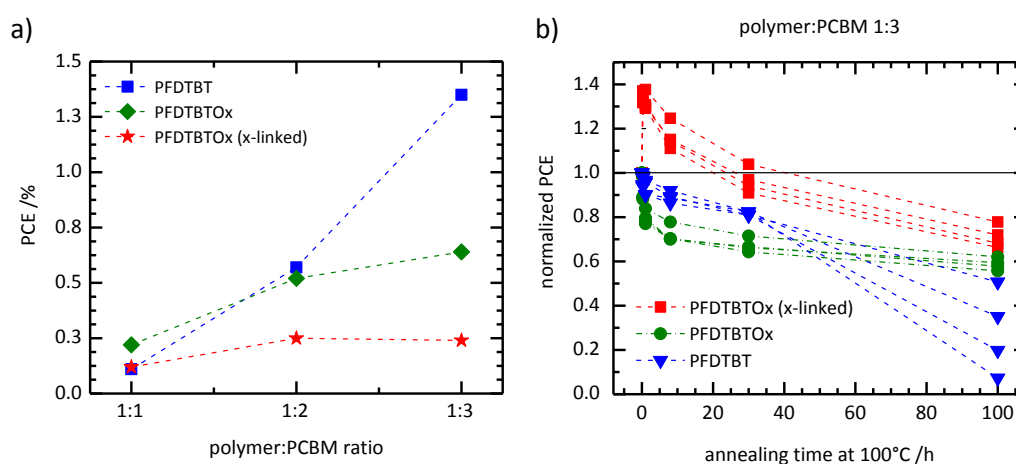 a)
1.5
1.3
1.0
0.8
0.5
0.3
0.0
PCE /%
PFDTBT
PFDTBTOx
PFDTBTOx (x-linked)
1:1
1:2
1:3
polymer:PCBM ratio
b)
polymer:PCBM 1:3
1.4
1.2
1.0
0.8
0.6
0.4
0.2
0.0
normalized PCE
PFDTBTOx (x-linked)
PFDTBTOx
PFDTBT
0
20
40
60
80
100
annealing time at 100°C /h